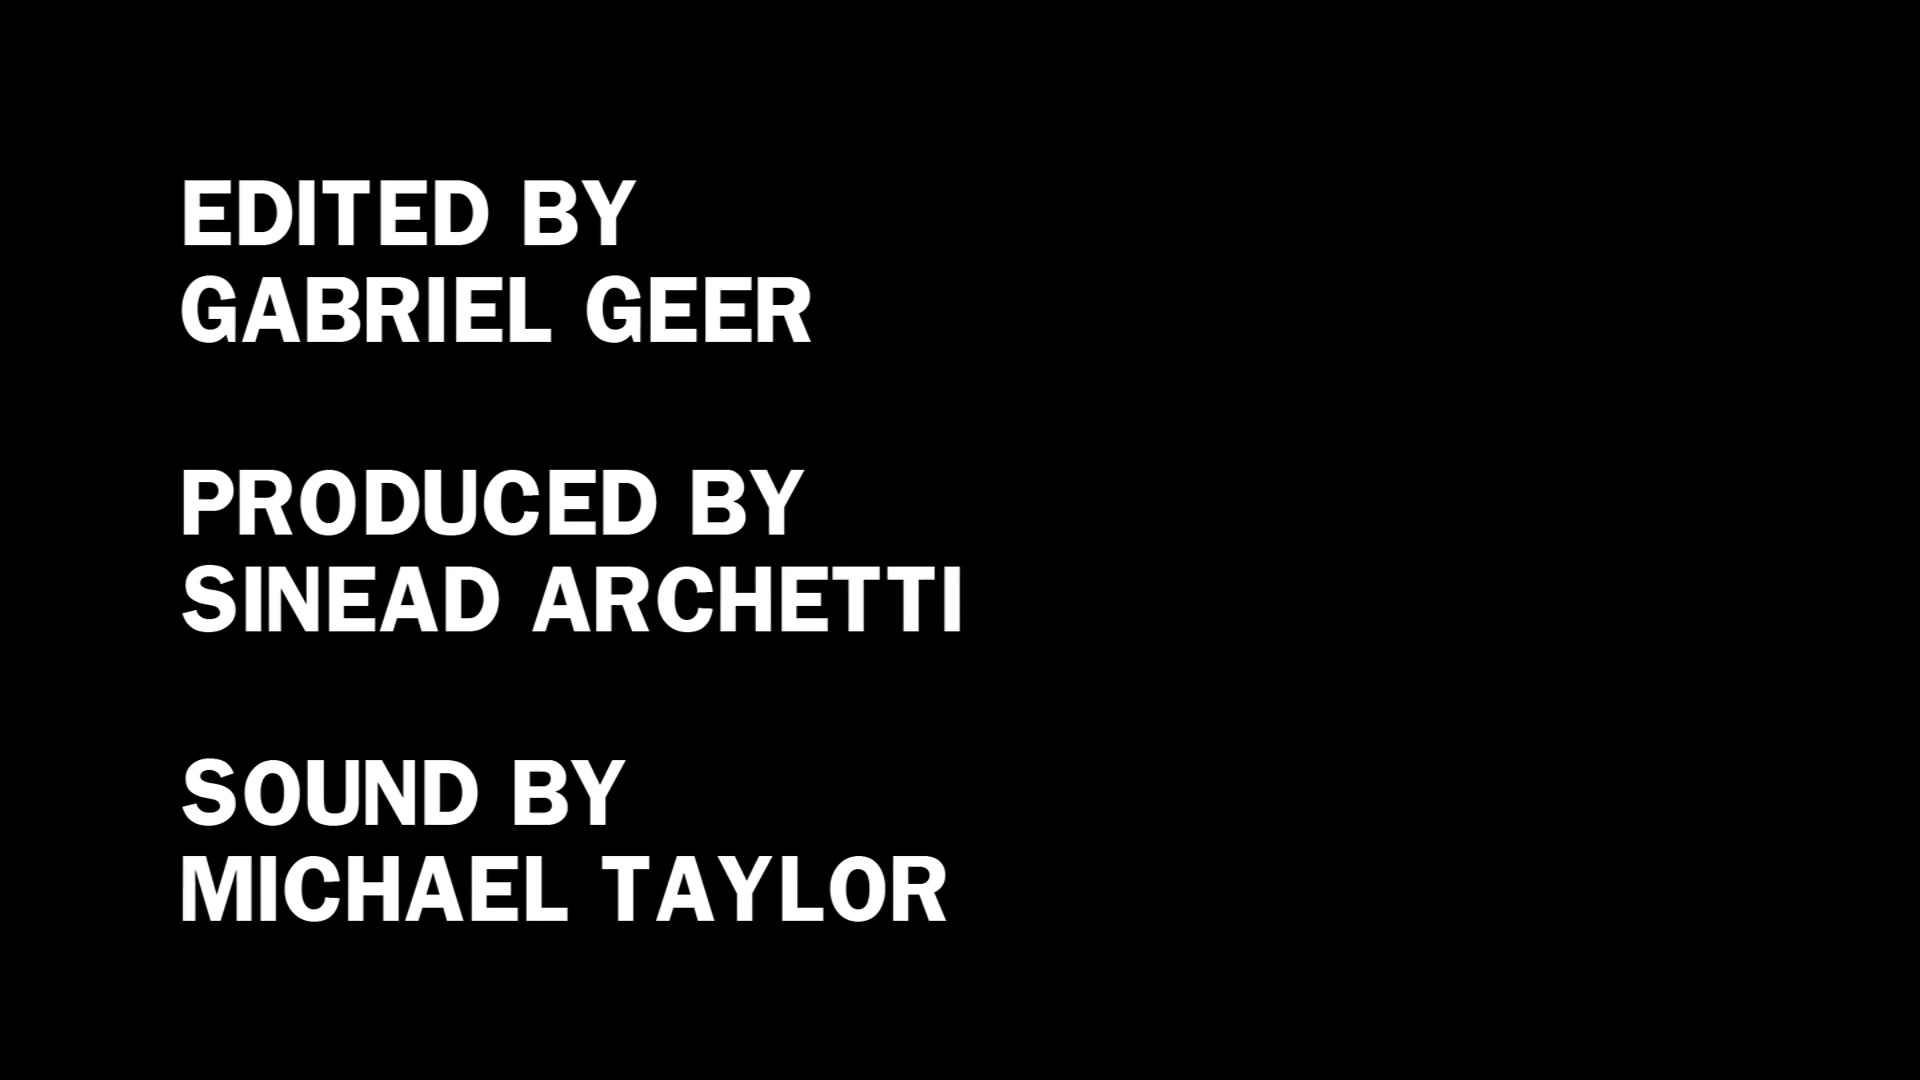 EDITED BY
GABRIEL GEER
PRODUCED BY
SINEAD ARCHETTI
SOUND BY
MICHAEL TAYLOR